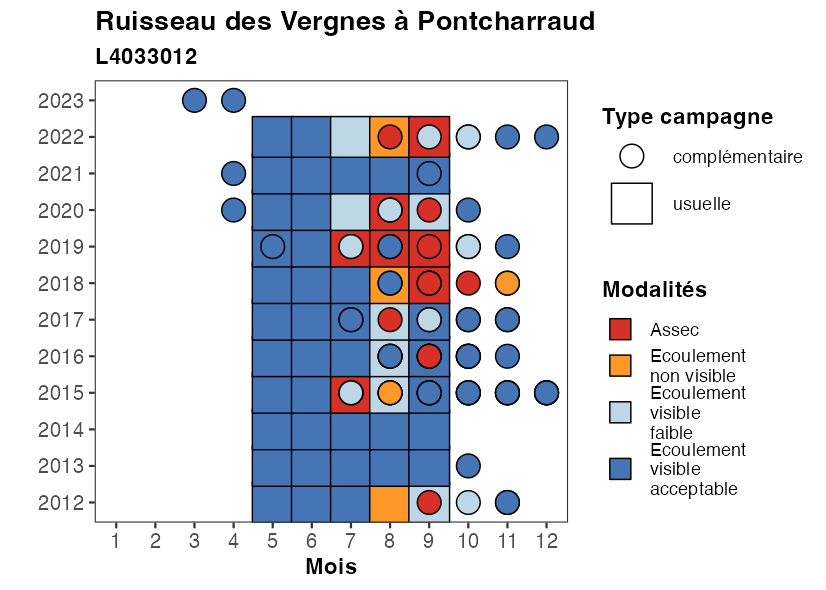 Ruisseau des Vergnes à Pontcharraud
L4033012
2023
2022
2021
2020
2019
2018
2017
2016
2015
2014
2013
2012
1 2 3 4 5 6 7 8 9 10 11 12
Mois
Type campagne
complémentaire
usuelle
Modalités
Assec
Ecoulement
non visible
Ecoulement
visible
faible
Ecoulement
visible
acceptable